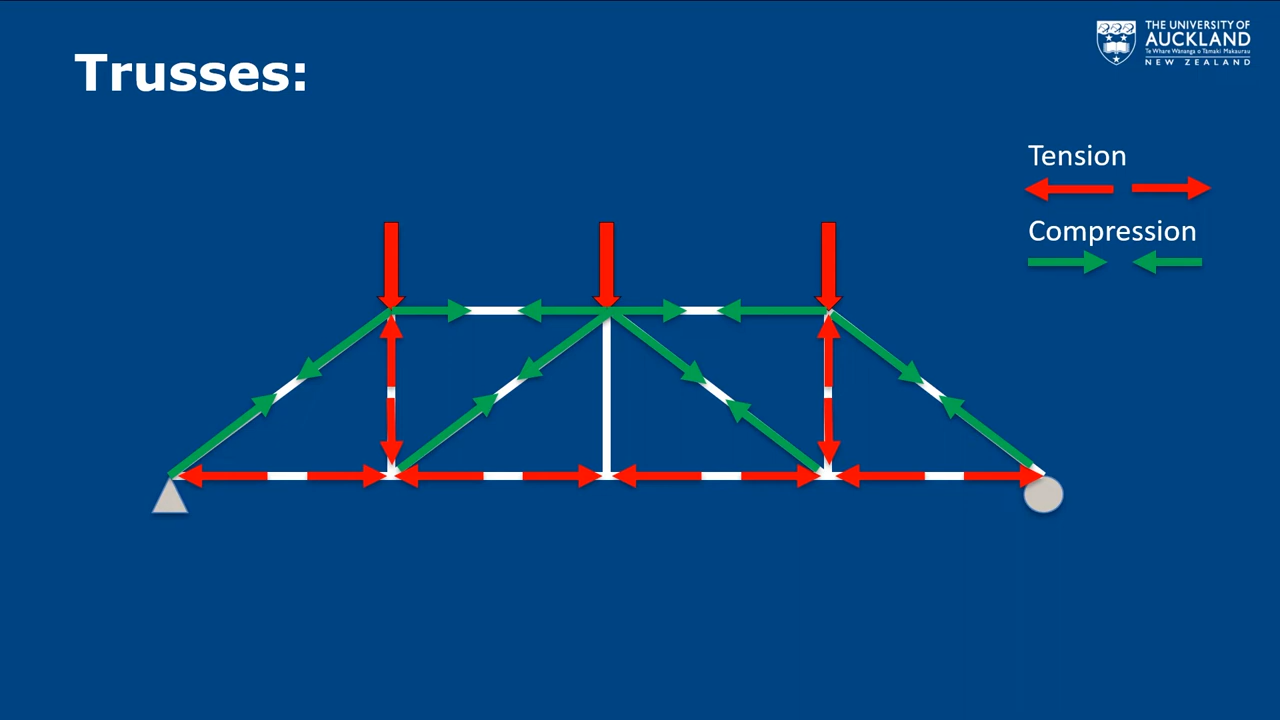 THE UNIVERSITY OF
AUCKLAND
Te Whare Wānanga o Tāmaki Makaurau
NEW ZEALAND
Trusses:
Tension
Compression